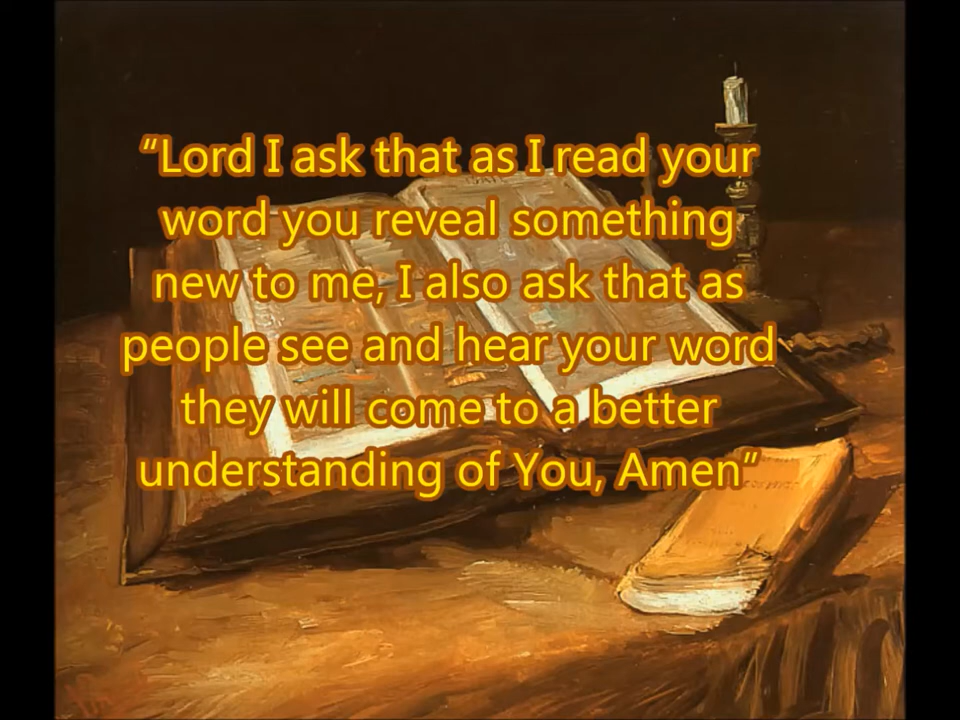 “Lord I ask that as I read your
word you reveal something
new to me, I also ask that as
people see and hear your word
they will come to a better
understanding of You, Amen”